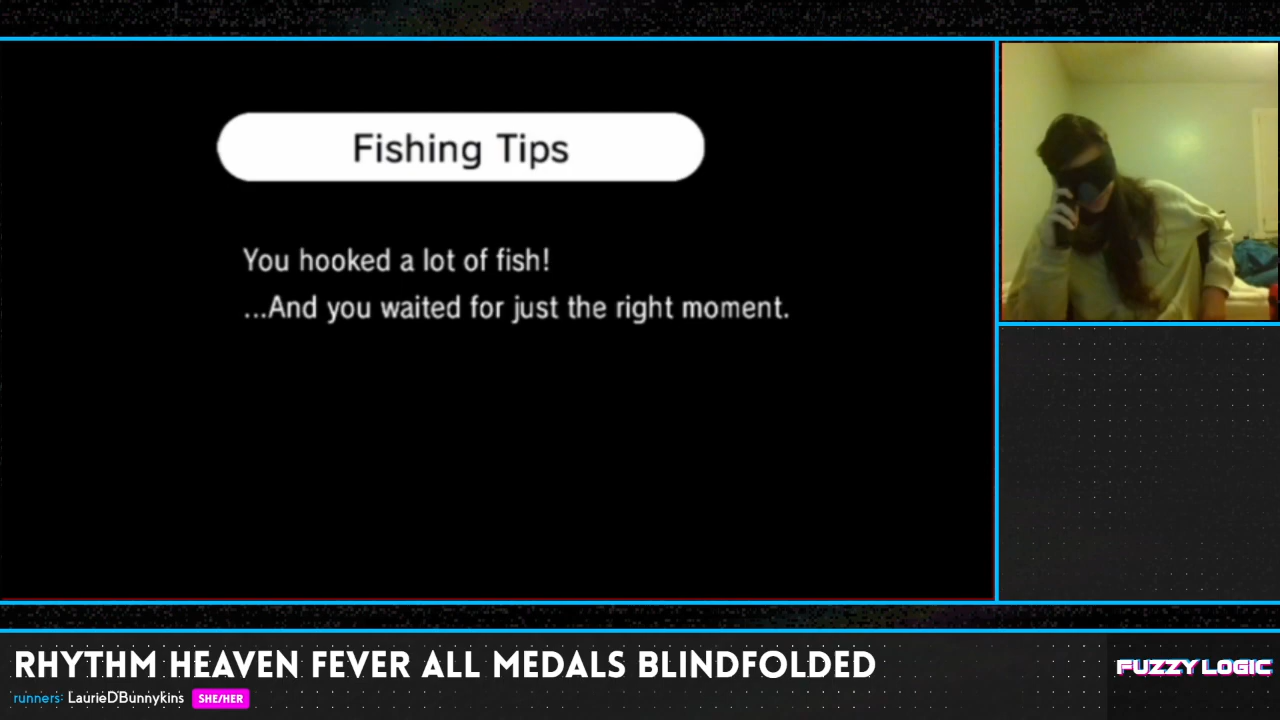 Fishing Tips
You hooked a lot of fish!
...And you waited for just the right moment.
RHYTHM HEAVEN FEVER ALL MEDALS BLINDFOLDED
runners: LaurieDBunnykins SHE/HER
FUZZY LOGIC